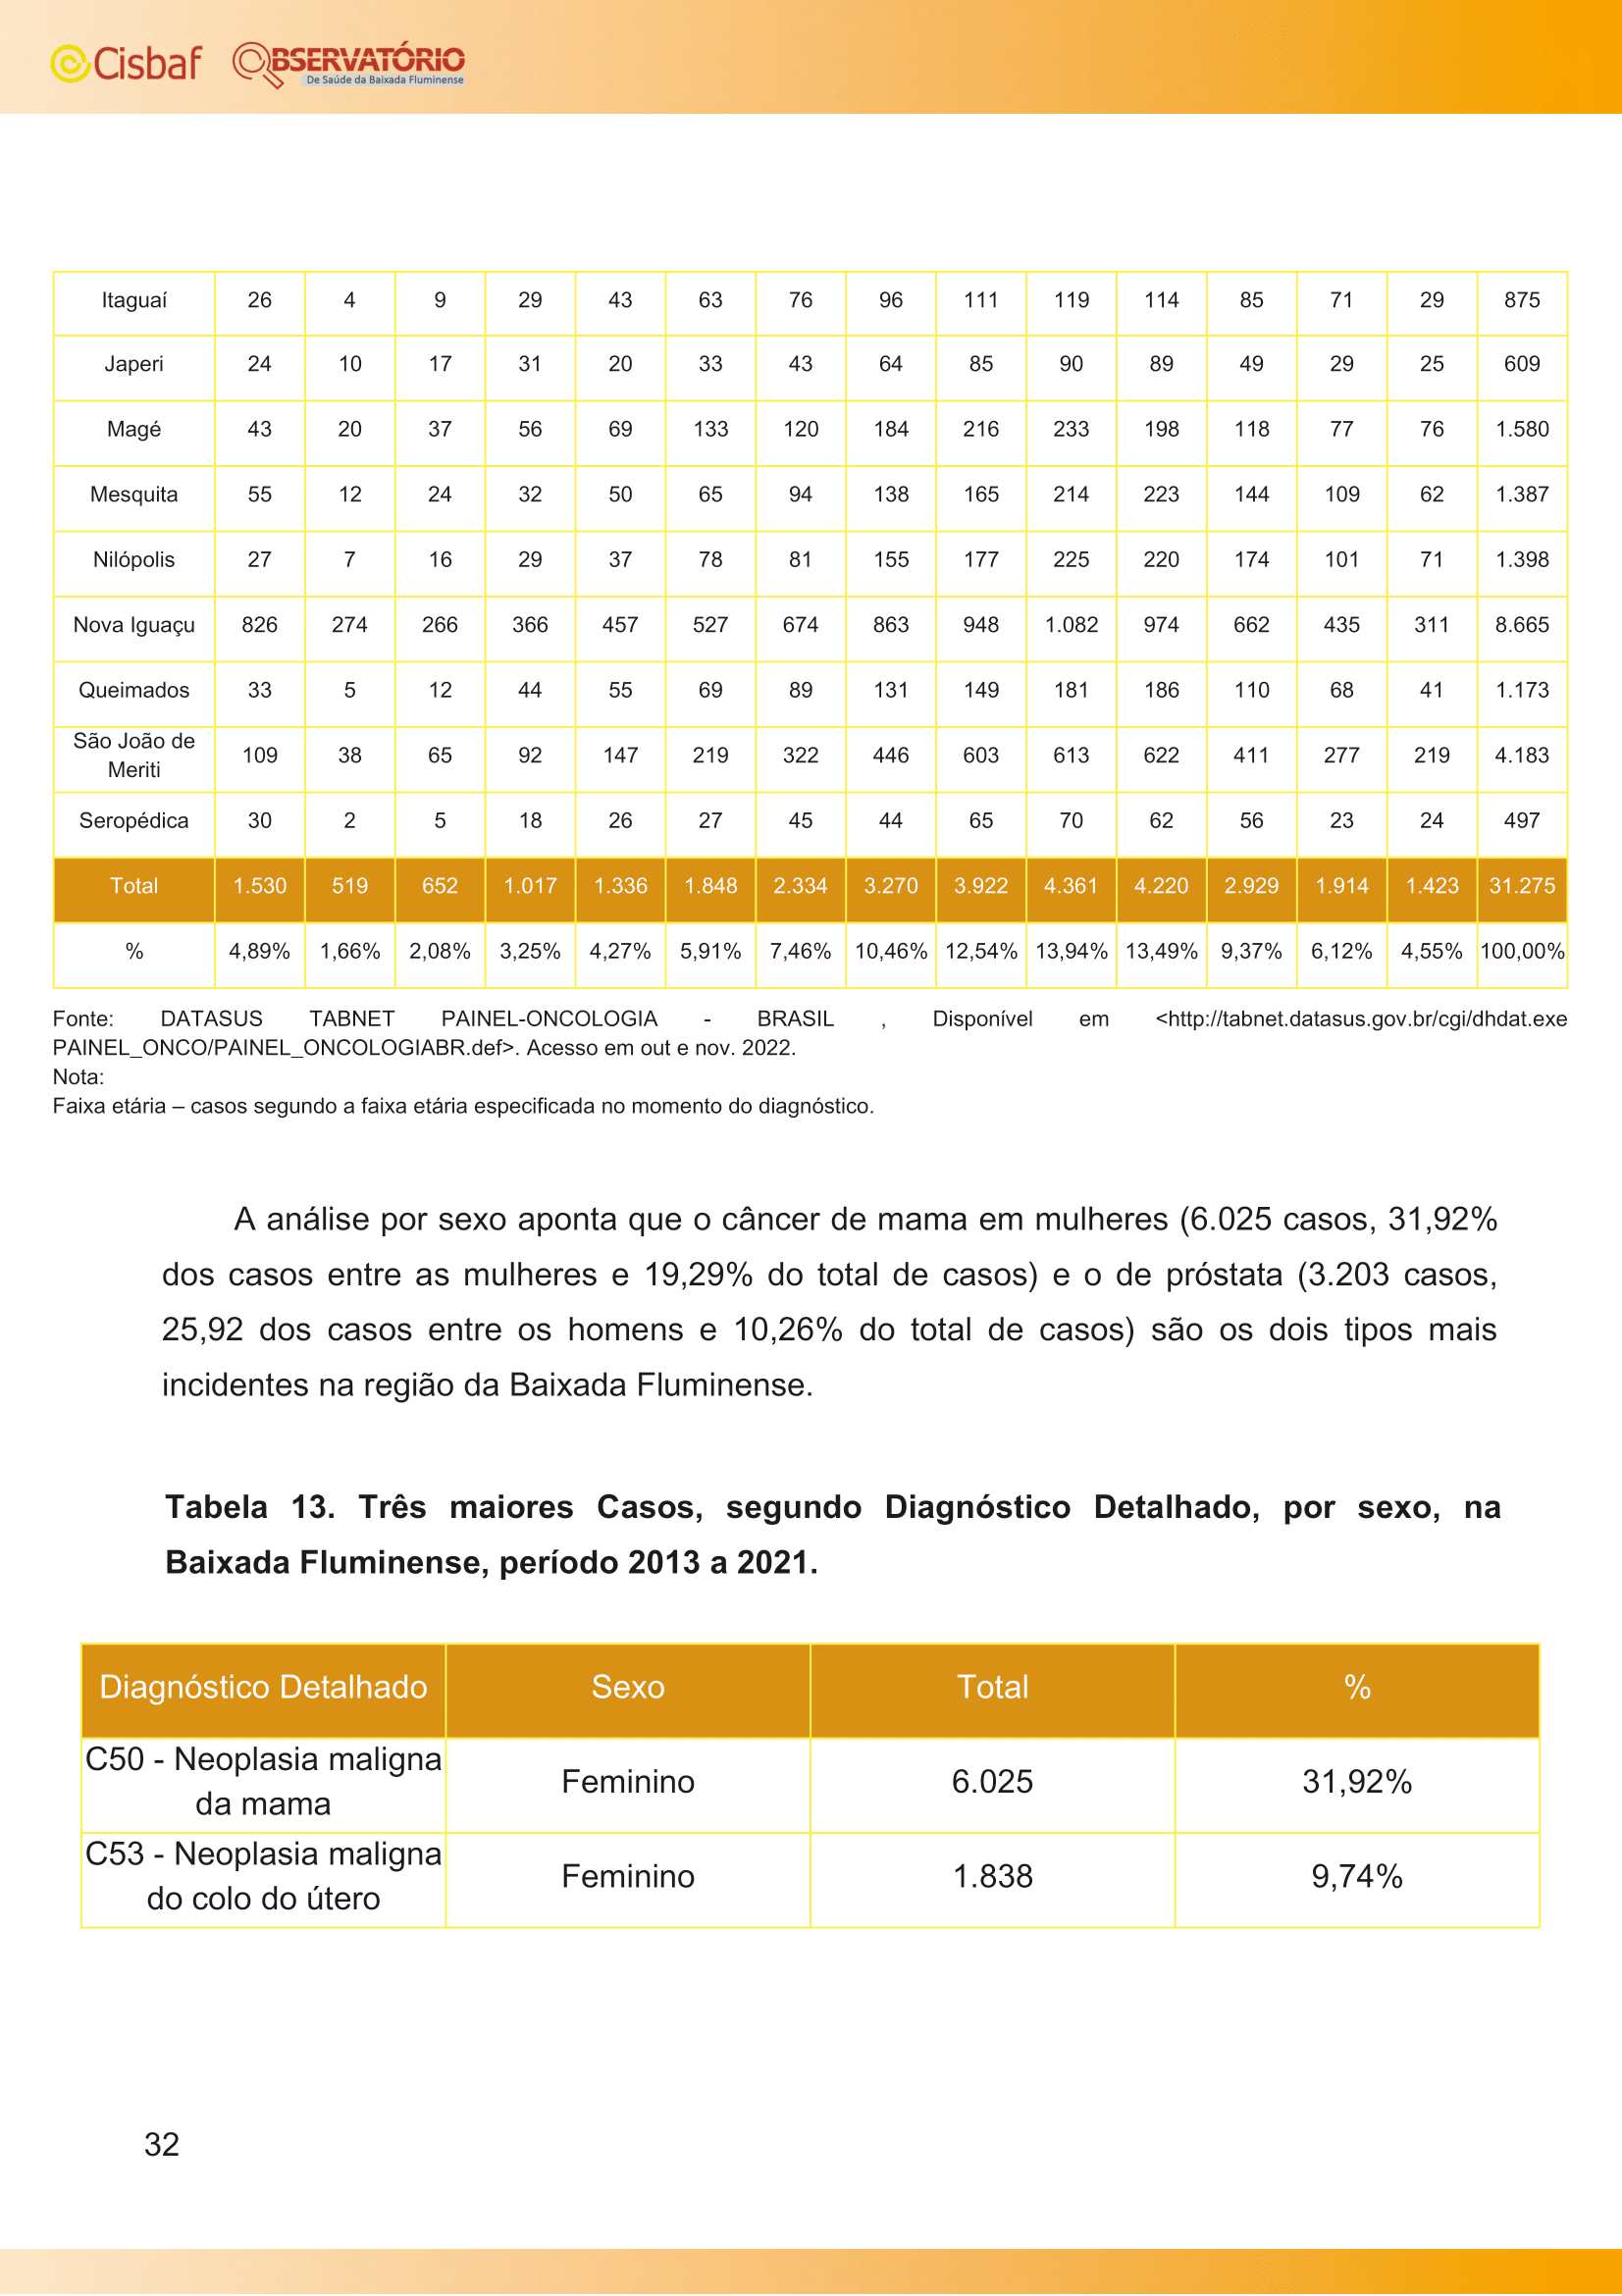 Cisbaf OBSERVATÓRIO
De Saúde da Baixada Fluminense
Itaguaí 26 4 9 29 43 63 76 96 111 119 114 85 71 29 875
Japeri 24 10 17 31 20 33 43 64 85 90 89 49 29 25 609
Magé 43 20 37 56 69 133 120 184 216 233 198 118 77 76 1.580
Mesquita 55 12 24 32 50 65 94 138 165 214 223 144 109 62 1.387
Nilópolis 27 7 16 29 37 78 81 155 177 225 220 174 101 71 1.398
Nova Iguaçu 826 274 266 366 457 527 674 863 948 1.082 974 662 435 311 8.665
Queimados 33 5 12 44 55 69 89 131 149 181 186 110 68 41 1.173
São João de
Meriti 109 38 65 92 147 219 322 446 603 613 622 411 277 219 4.183
Seropédica 30 2 5 18 26 27 45 44 65 70 62 56 23 24 497
Total 1.530 519 652 1.017 1.336 1.848 2.334 3.270 3.922 4.361 4.220 2.929 1.914 1.423 31.275
% 4,89% 1,66% 2,08% 3,25% 4,27% 5,91% 7,46% 10,46% 12,54% 13,94% 13,49% 9,37% 6,12% 4,55% 100,00%
Fonte: DATASUS TABNET PAINEL-ONCOLOGIA - BRASIL , Disponível em <http://tabnet.datasus.gov.br/cgi/dhdat.exe
PAINEL_ONCO/PAINEL_ONCOLOGIABR.def>. Acesso em out e nov. 2022.
Nota:
Faixa etária – casos segundo a faixa etária especificada no momento do diagnóstico.
A análise por sexo aponta que o câncer de mama em mulheres (6.025 casos, 31,92%
dos casos entre as mulheres e 19,29% do total de casos) e o de próstata (3.203 casos,
25,92 dos casos entre os homens e 10,26% do total de casos) são os dois tipos mais
incidentes na região da Baixada Fluminense.
Tabela 13. Três maiores Casos, segundo Diagnóstico Detalhado, por sexo, na
Baixada Fluminense, período 2013 a 2021.
Diagnóstico Detalhado Sexo Total %
C50 - Neoplasia maligna
da mama Feminino 6.025 31,92%
C53 - Neoplasia maligna
do colo do útero Feminino 1.838 9,74%
32